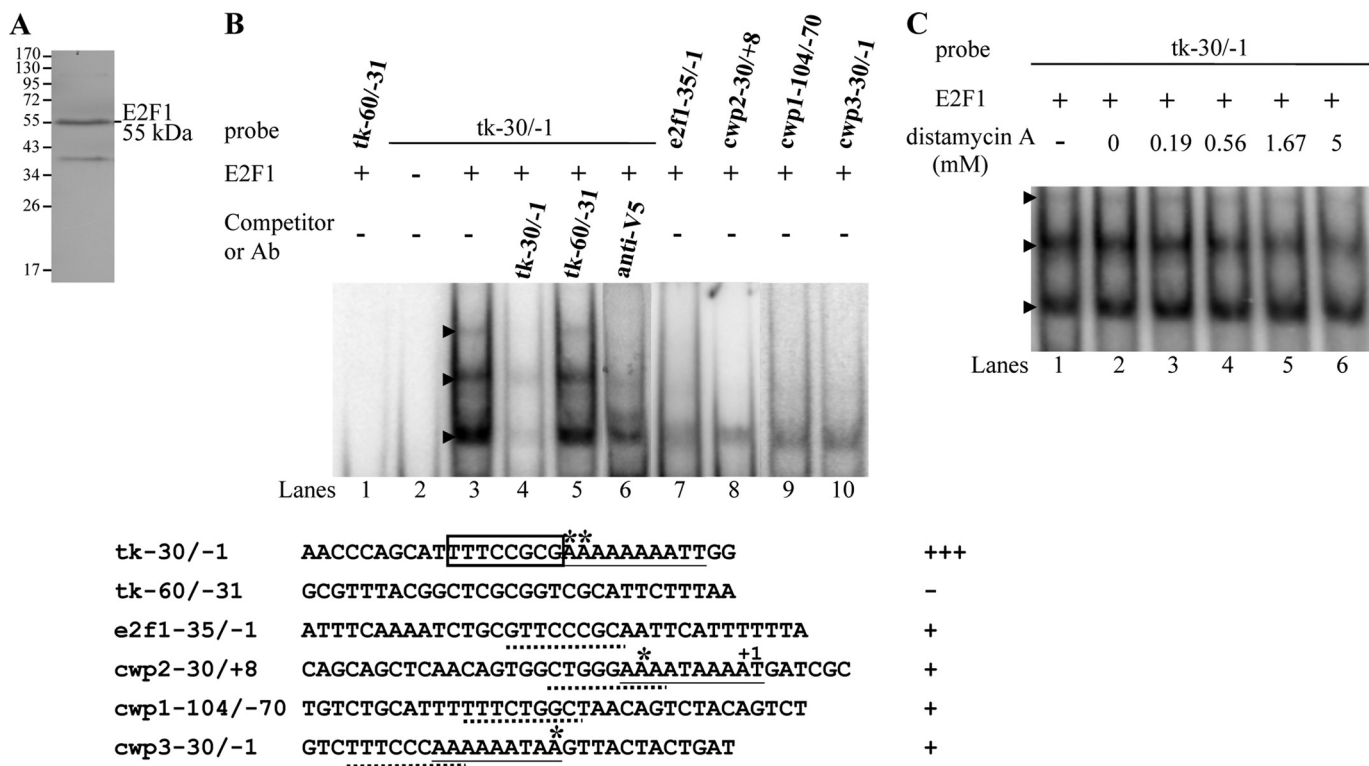 A
170
130
95
72
55
43
34
26
17
E2F1
55 kDa
B
probe
tk-60/-31
tk-30/-1
e2f1-35/-1
cwp2-30/+8
cwp1-104/-70
cwp3-30/-1
E2F1
+ - + + + + + + + +
Competitor
or Ab
- - - tk-30/-1 tk-60/-31 anti-V5 - - - -
Lanes 1 2 3 4 5 6 7 8 9 10
C
probe
tk-30/-1
E2F1 + + + + + +
distamycin A
(mM)
- 0 0.19 0.56 1.67 5
Lanes 1 2 3 4 5 6
**
tk-30/-1 AACCCAGCATTTTCCGCGAAAAAAAATTGG +++
tk-60/-31 GCGTTTACGGCTCGCGGTCGCATTCTTTAA -
e2f1-35/-1 ATTTCAAAATCTGCGTTCCCGCAATTCATTTTTTA +
* +1
cwp2-30/+8 CAGCAGCTCAACAGTGGCTGGGAAAATAAAATGATCGC +
cwp1-104/-70 TGTCTGCATTTTTTCTGGCTAACAGTCTACAGTCT +
*
cwp3-30/-1 GTCTTTCCCAAAAAATAAGTTACTACTGAT +